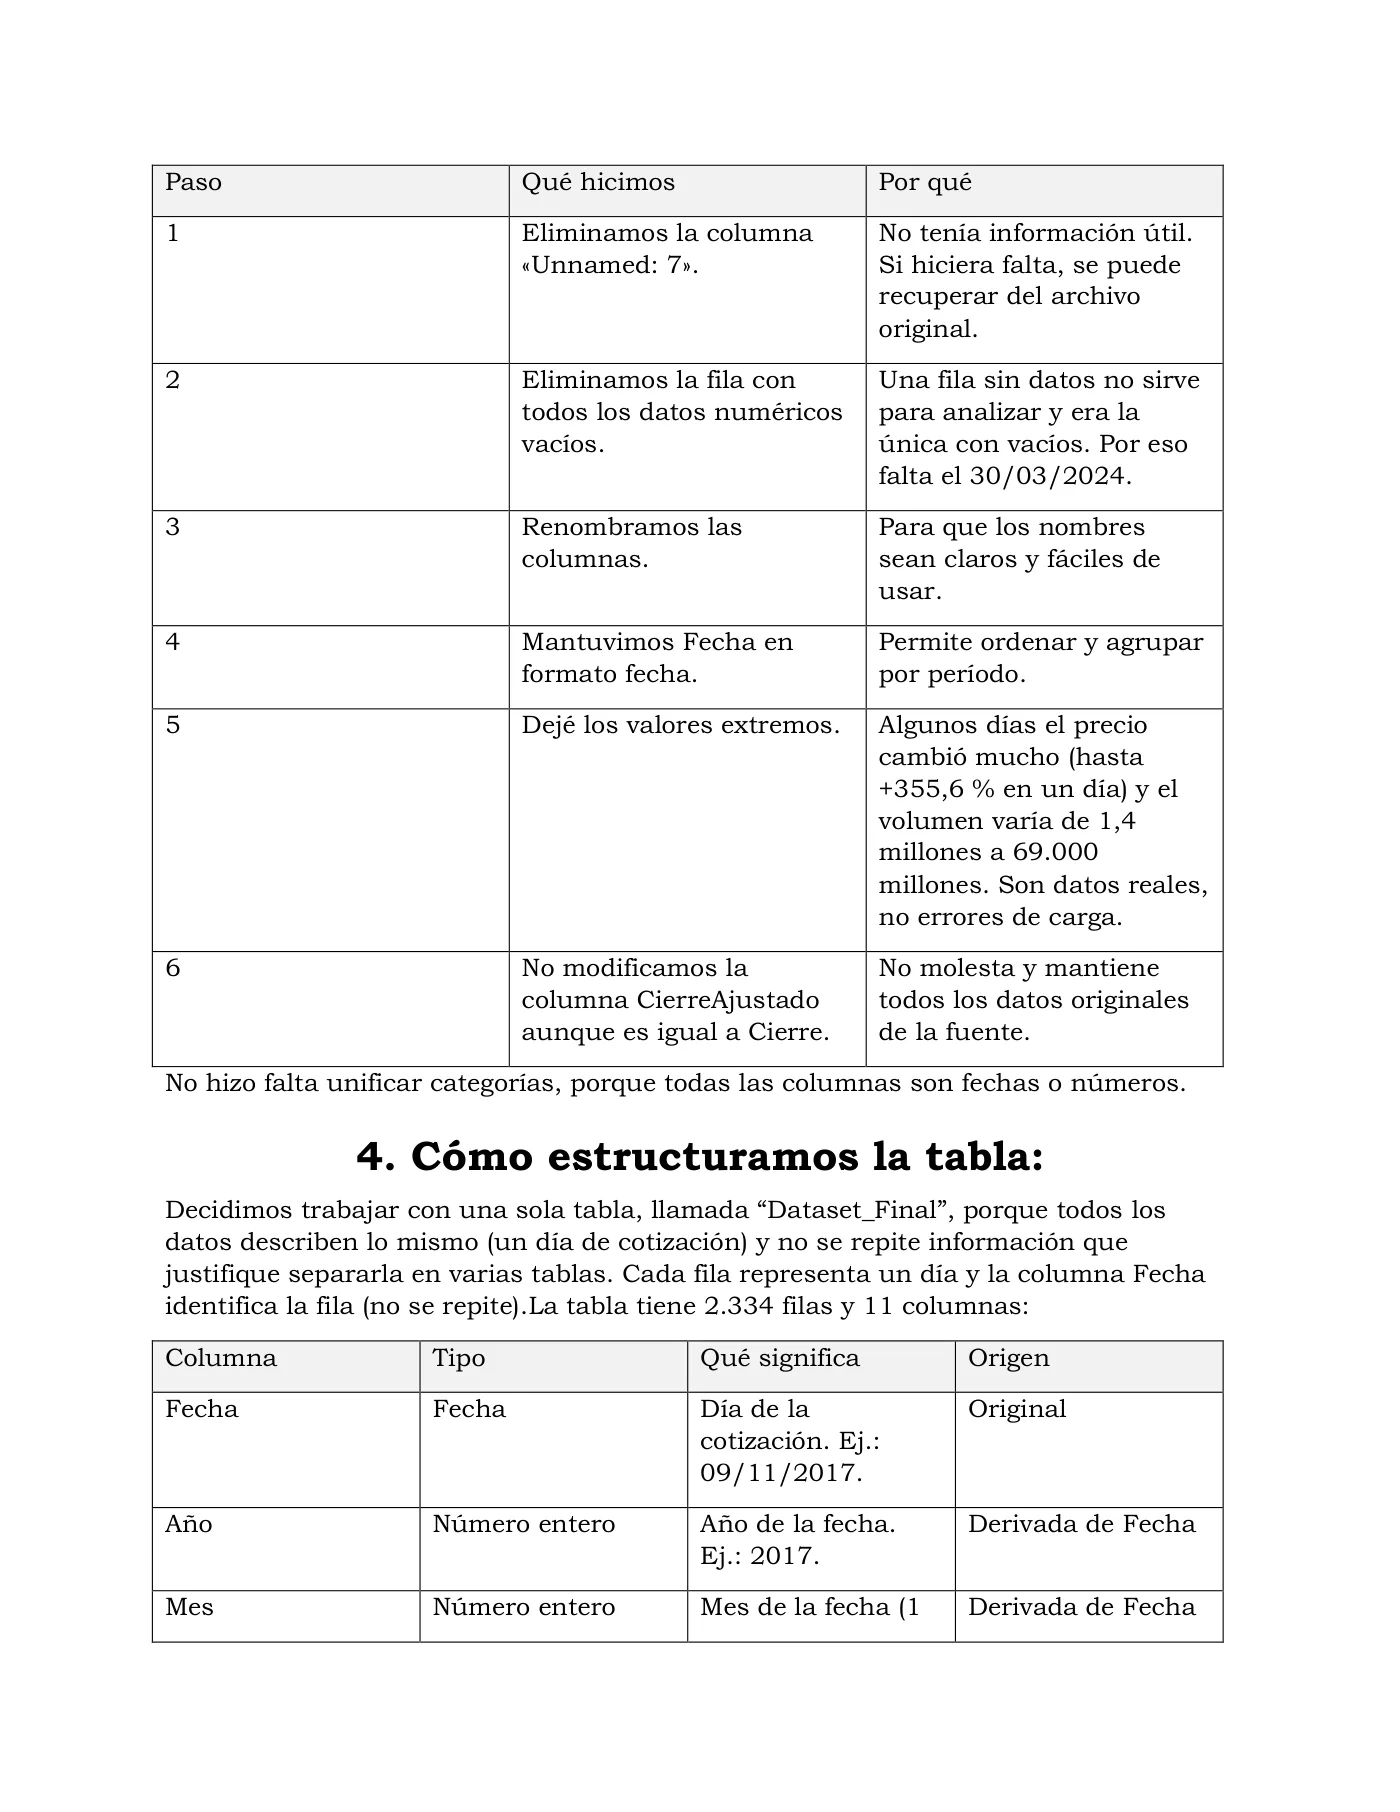 Paso Qué hicimos Por qué
1 Eliminamos la columna No tenía información útil.
«Unnamed: 7». Si hiciera falta, se puede
recuperar del archivo
original.
2 Eliminamos la fila con Una fila sin datos no sirve
todos los datos numéricos para analizar y era la
vacíos. única con vacíos. Por eso
falta el 30/03/2024.
3 Renombramos las Para que los nombres
columnas. sean claros y fáciles de
usar.
4 Mantuvimos Fecha en Permite ordenar y agrupar
formato fecha. por período.
5 Dejé los valores extremos. Algunos días el precio
cambió mucho (hasta
+355,6 % en un día) y el
volumen varía de 1,4
millones a 69.000
millones. Son datos reales,
no errores de carga.
6 No modificamos la No molesta y mantiene
columna CierreAjustado todos los datos originales
aunque es igual a Cierre. de la fuente.
No hizo falta unificar categorías, porque todas las columnas son fechas o números.
4. Cómo estructuramos la tabla:
Decidimos trabajar con una sola tabla, llamada “Dataset_Final”, porque todos los
datos describen lo mismo (un día de cotización) y no se repite información que
justifique separarla en varias tablas. Cada fila representa un día y la columna Fecha
identifica la fila (no se repite).La tabla tiene 2.334 filas y 11 columnas:
Columna Tipo Qué significa Origen
Fecha Fecha Día de la Original
cotización. Ej.:
09/11/2017.
Año Número entero Año de la fecha. Derivada de Fecha
Ej.: 2017.
Mes Número entero Mes de la fecha (1 Derivada de Fecha